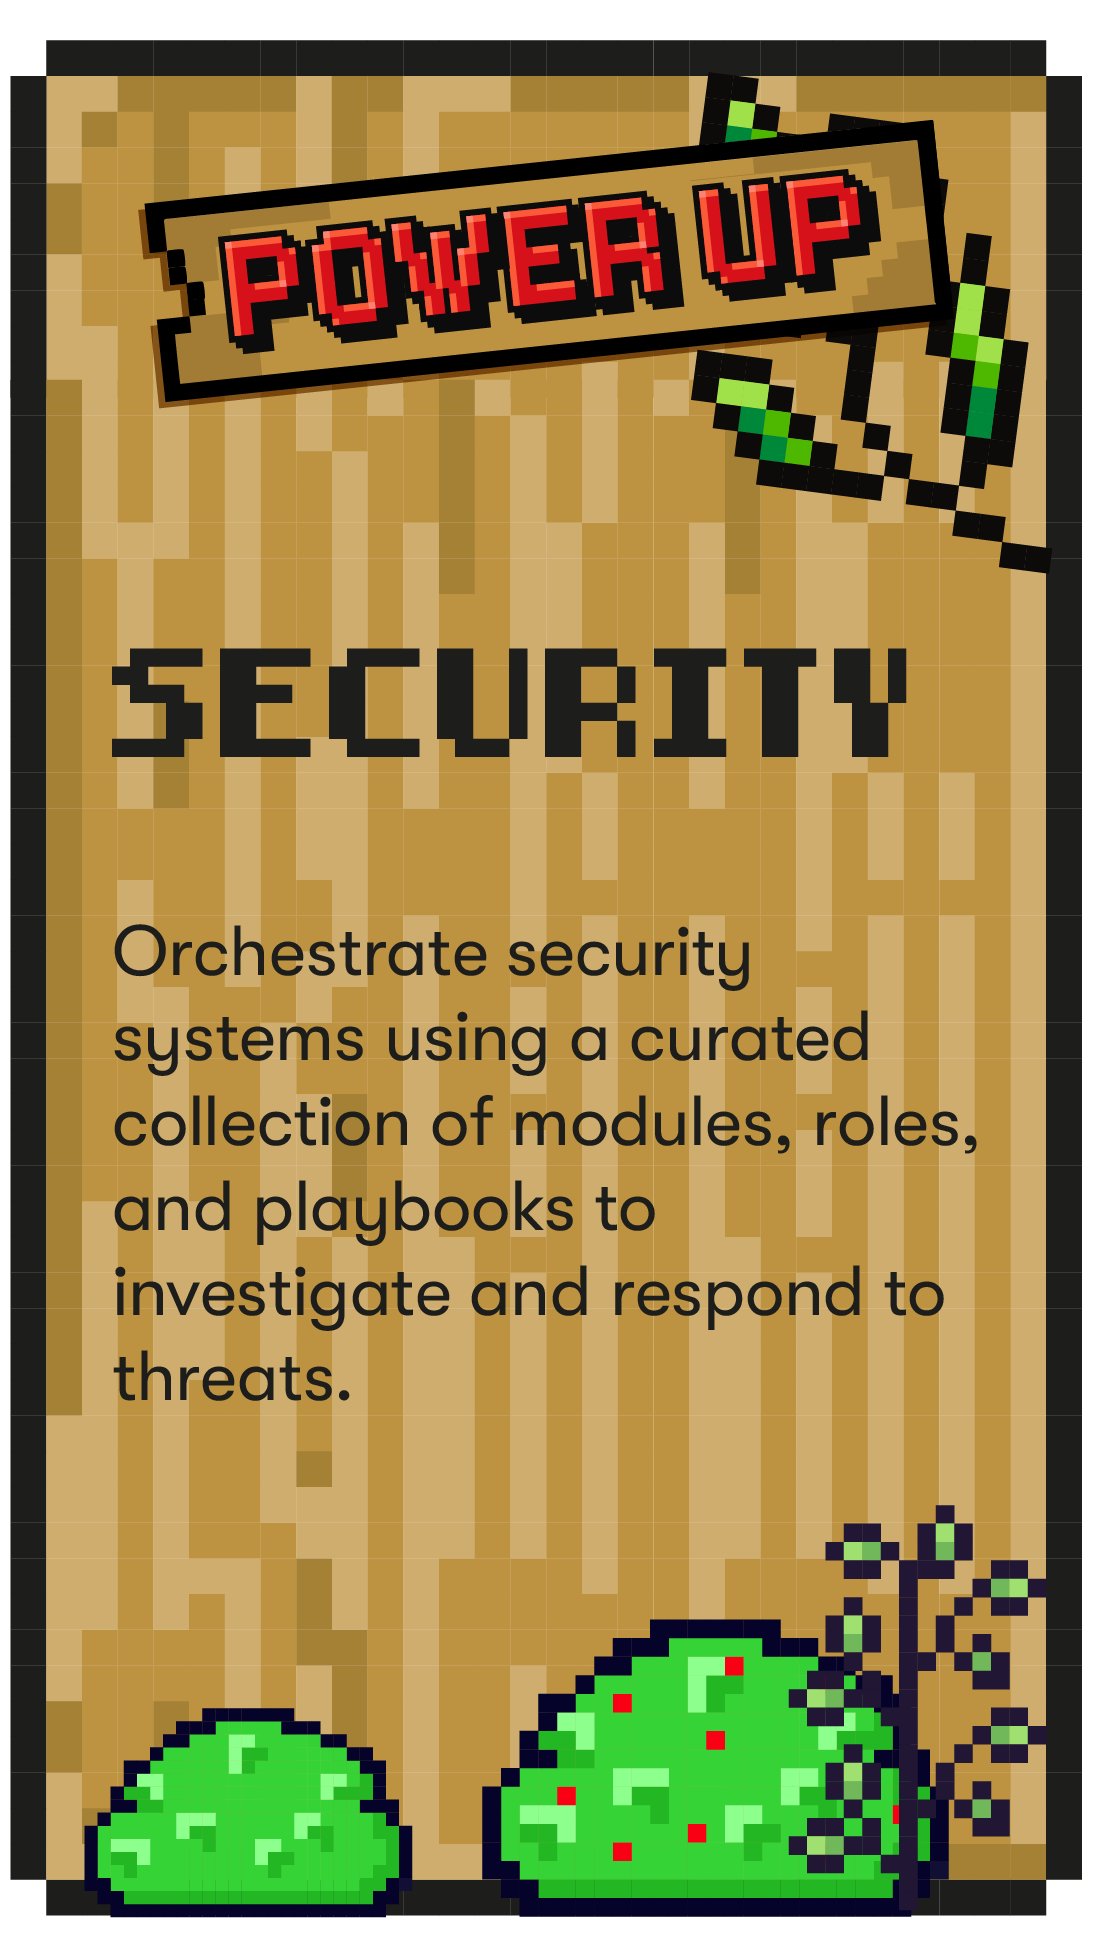 POWER UP
SECURITY
Orchestrate security
systems using a curated
collection of modules, roles,
and playbooks to
investigate and respond to
threats.